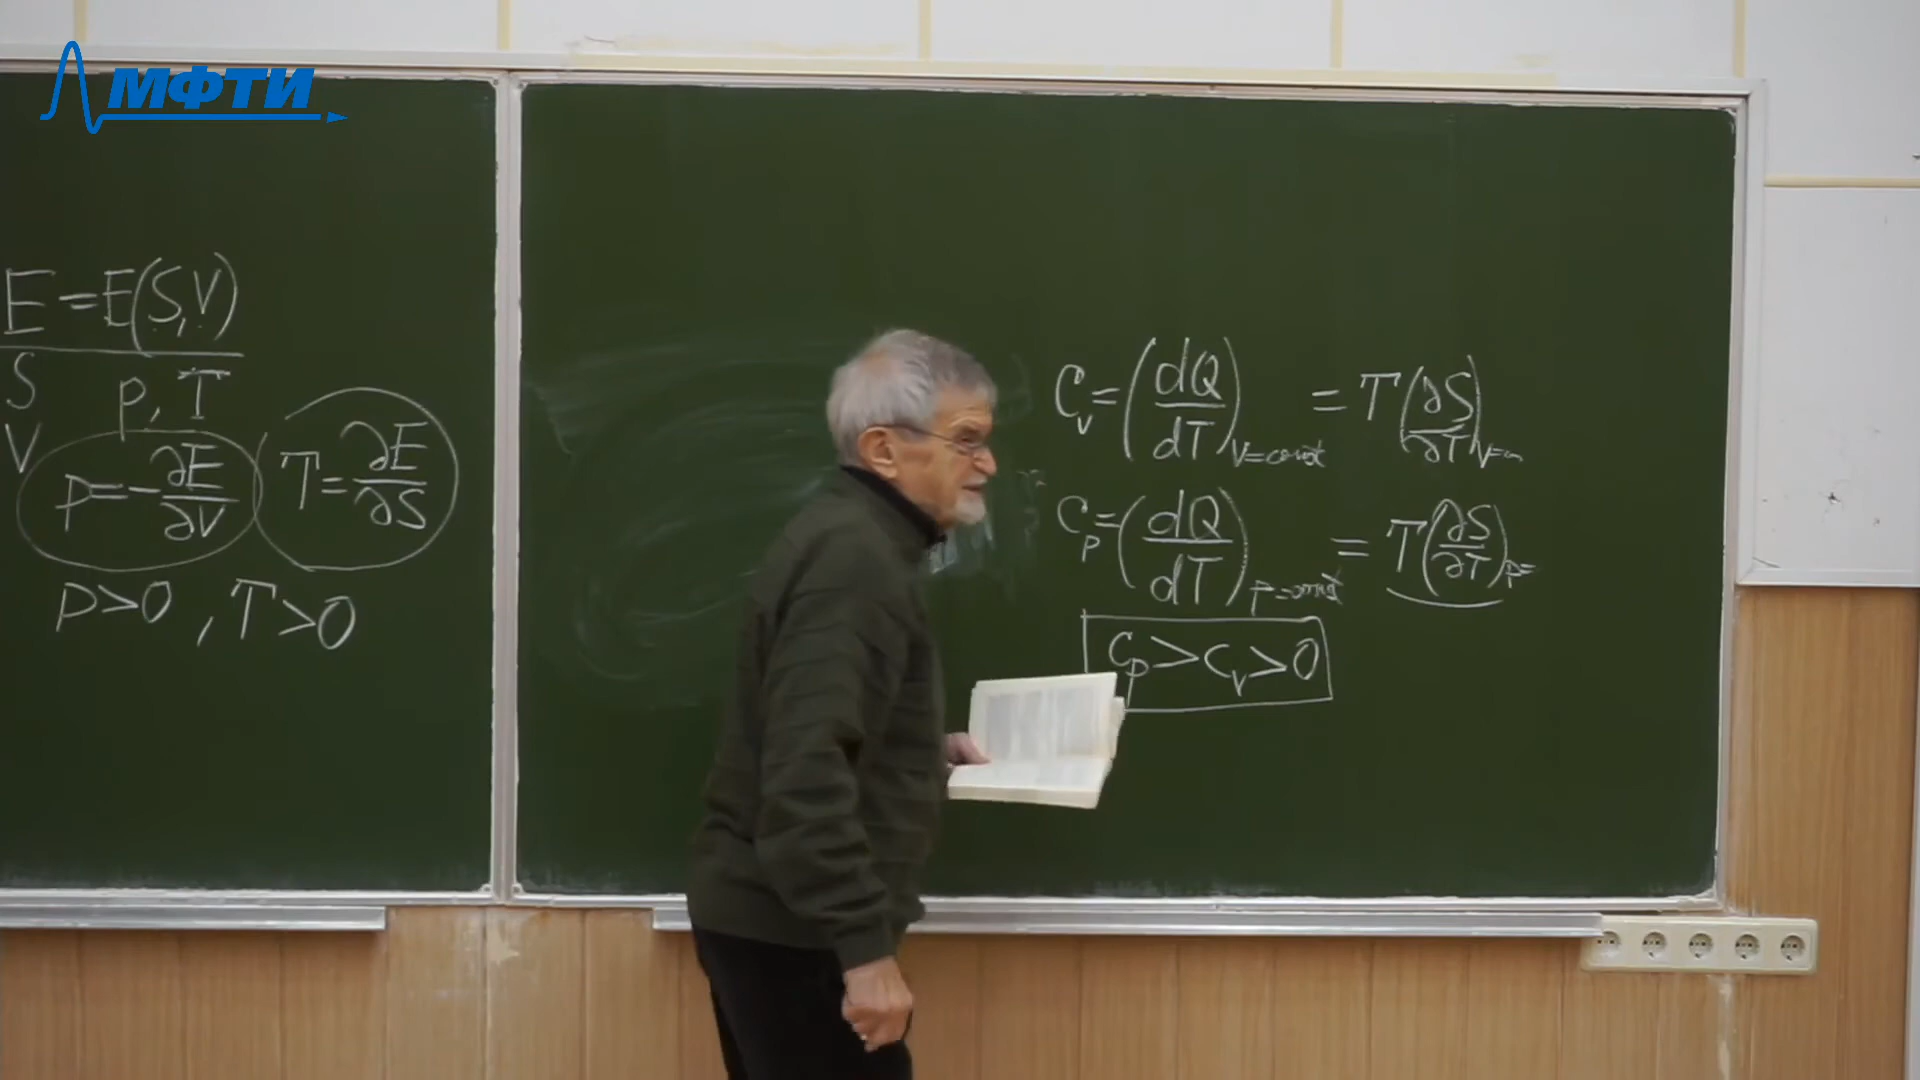 МФТИ
E = E(S,V)
S
V
p, T
p = -∂E/∂V
T = ∂E/∂S
p>0, T>0
C_v = (dQ/dT)_{V=const} = T(∂S/∂T)_{V=}
C_p = (dQ/dT)_{P=const} = T(∂S/∂T)_{P=}
C_p > C_v > 0